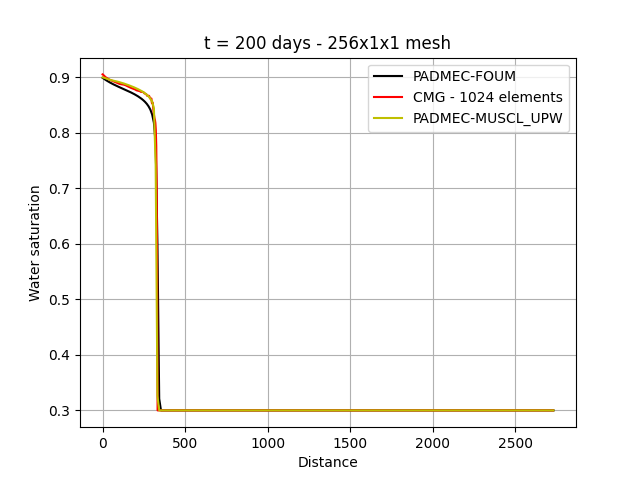 t = 200 days - 256x1x1 mesh
PADMEC-FOUM
CMG - 1024 elements
PADMEC-MUSCL_UPW
Water saturation
0.9
0.8
0.7
0.6
0.5
0.4
0.3
0 500 1000 1500 2000 2500
Distance